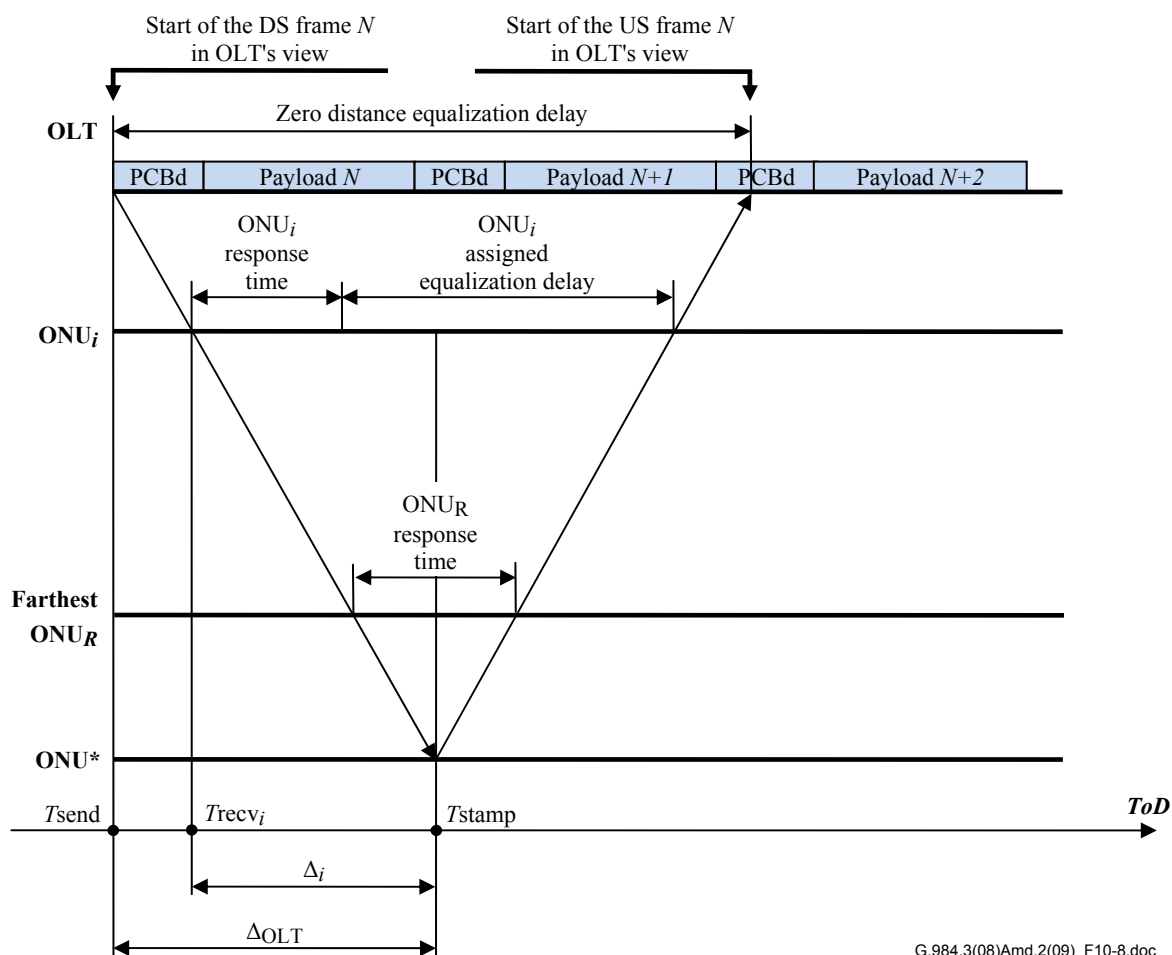 Start of the DS frame N
in OLT's view
Start of the US frame N
in OLT's view
Zero distance equalization delay
OLT
PCBd
Payload N
PCBd
Payload N+1
PCBd
Payload N+2
ONUi
response
time
ONUi
assigned
equalization delay
ONUi
ONUR
response
time
Farthest
ONUR
ONU*
Tsend
Trecvi
Tstamp
ToD
Δi
ΔOLT
G.984.3(08)Amd.2(09)_F10-8.doc